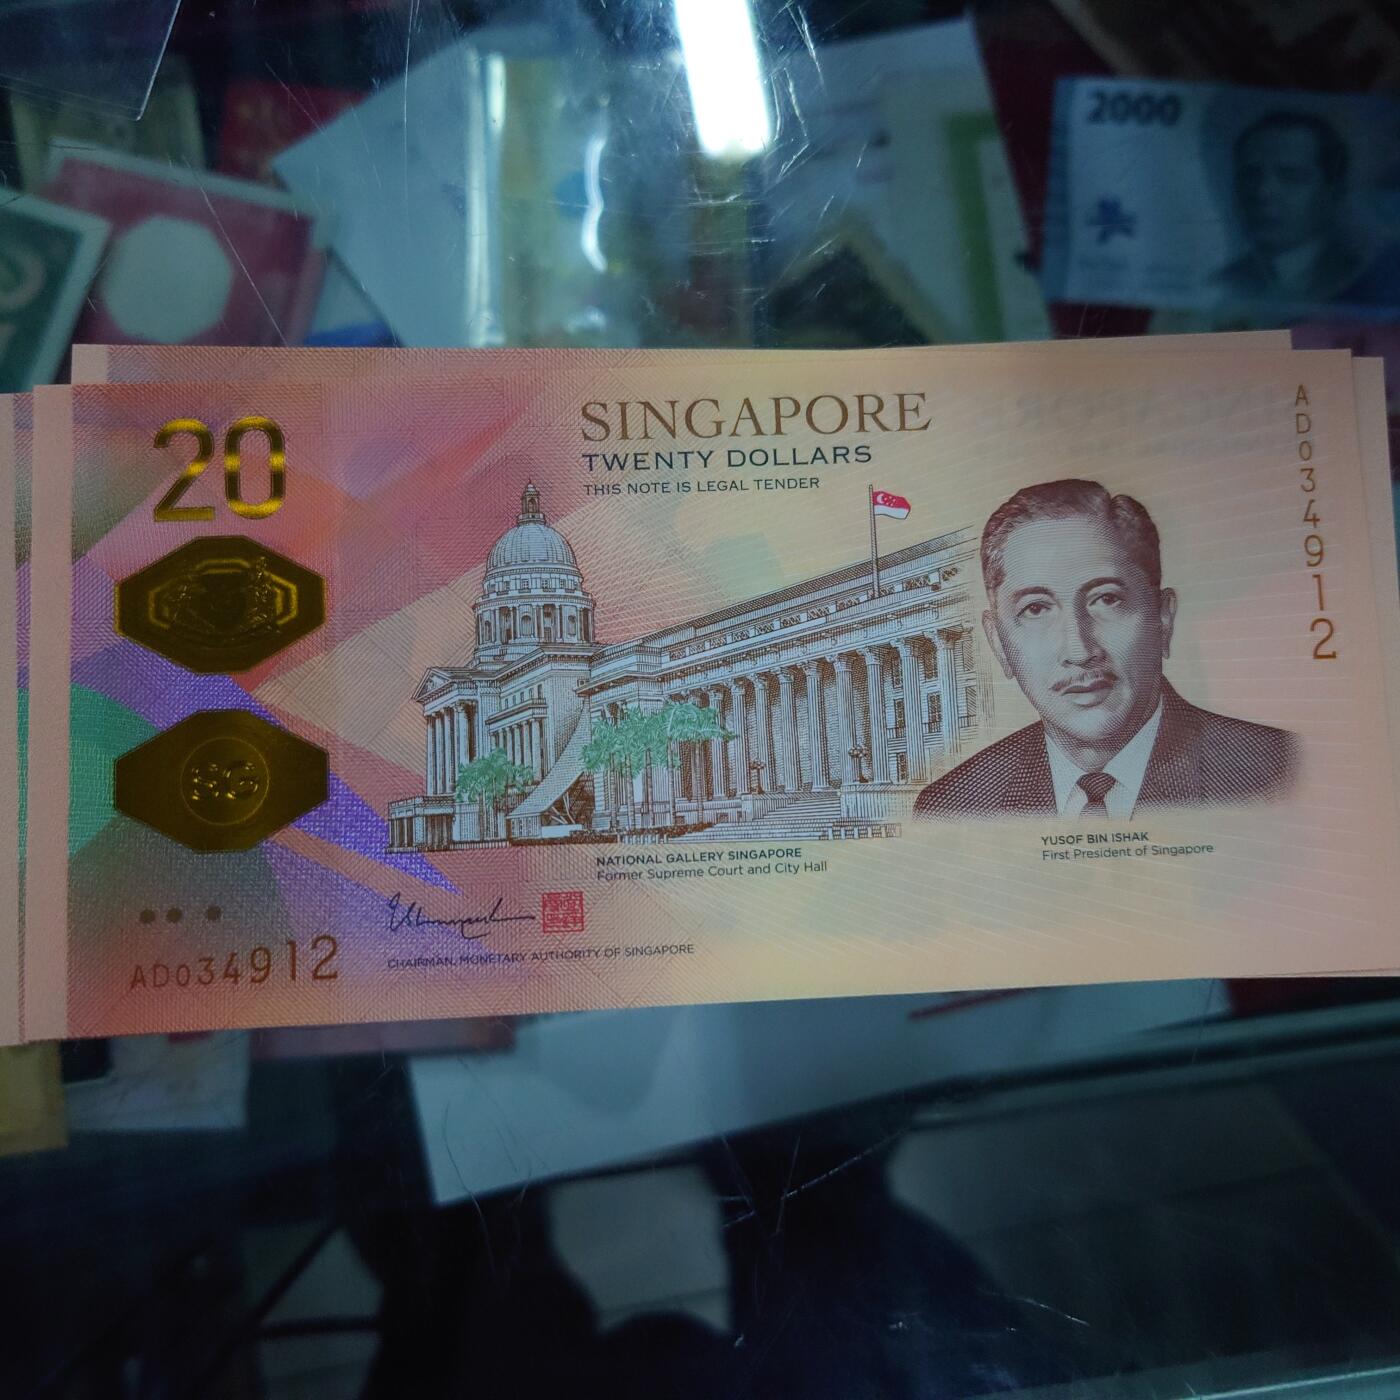 2000
20
SINGAPORE
TWENTY DOLLARS
THIS NOTE IS LEGAL TENDER
AD034912
SG
NATIONAL GALLERY SINGAPORE
Former Supreme Court and City Hall
YUSOF BIN ISHAK
First President of Singapore
CHAIRMAN, MONETARY AUTHORITY OF SINGAPORE
AD034912